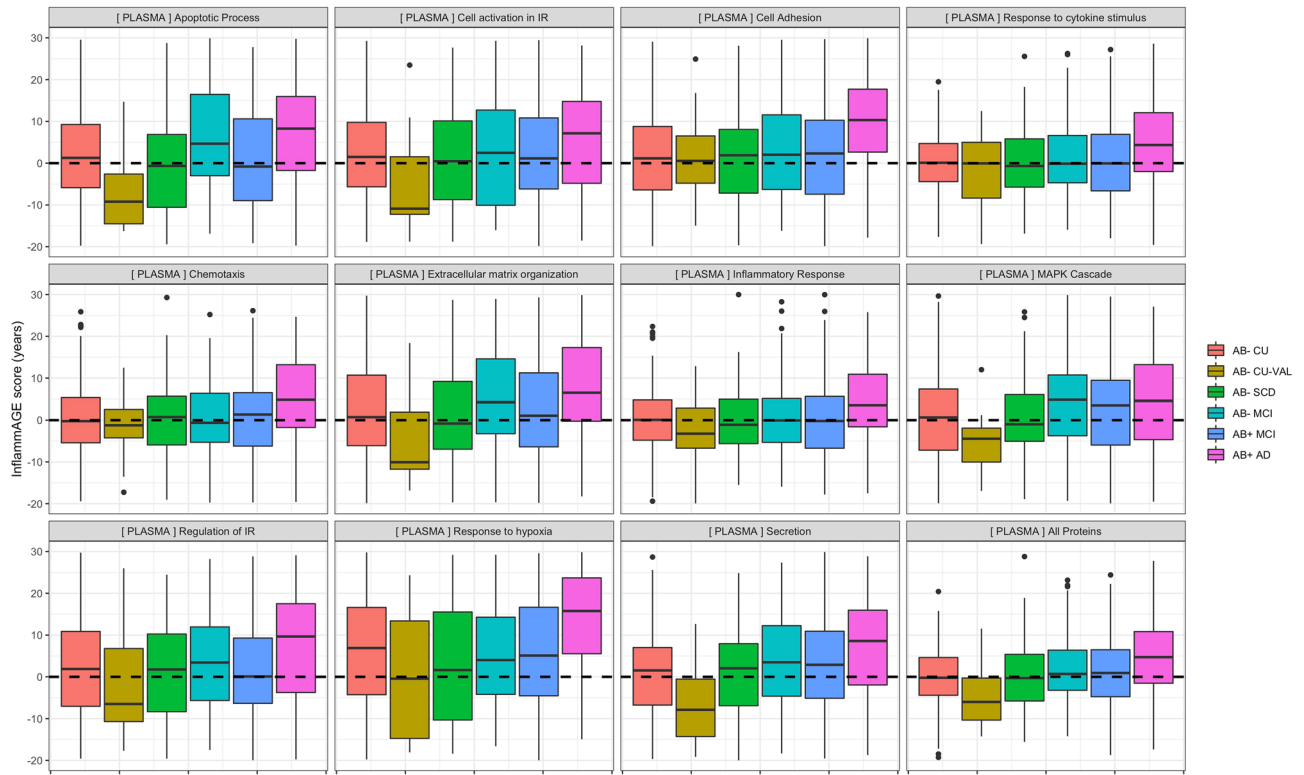 [ PLASMA ] Apoptotic Process
[ PLASMA ] Cell activation in IR
[ PLASMA ] Cell Adhesion
[ PLASMA ] Response to cytokine stimulus
30
20
10
0
-10
-20
[ PLASMA ] Chemotaxis
[ PLASMA ] Extracellular matrix organization
[ PLASMA ] Inflammatory Response
[ PLASMA ] MAPK Cascade
InflammAGE score (years)
30
20
10
0
-10
-20
AB- CU
AB- CU-VAL
AB- SCD
AB- MCI
AB+ MCI
AB+ AD
[ PLASMA ] Regulation of IR
[ PLASMA ] Response to hypoxia
[ PLASMA ] Secretion
[ PLASMA ] All Proteins
30
20
10
0
-10
-20